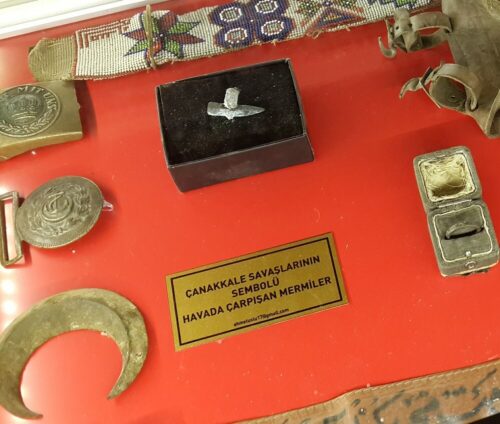 ÇANAKKALE SAVAŞLARININ
SEMBOLÜ
HAVADA ÇARPIŞAN MERMİLER